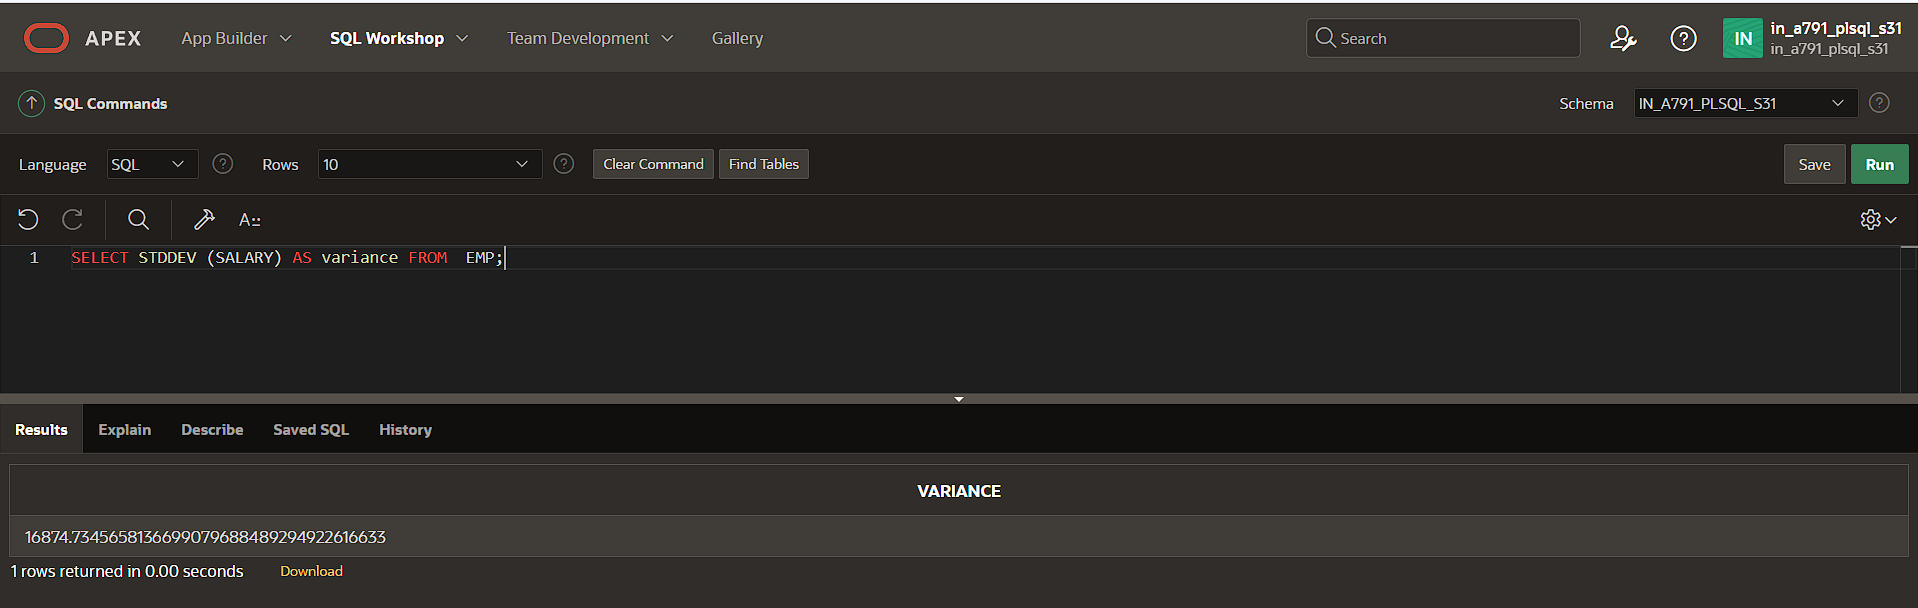 APEX App Builder SQL Workshop Team Development Gallery Search IN in_a791_plsql_s31
in_a791_plsql_s31
SQL Commands Schema IN_A791_PLSQL_S31
Language SQL Rows 10 Clear Command Find Tables Save Run
A::
1 SELECT STDDEV (SALARY) AS variance FROM  EMP;
Results Explain Describe Saved SQL History
VARIANCE
16874.7345658136699079688489294922616633
1 rows returned in 0.00 seconds Download